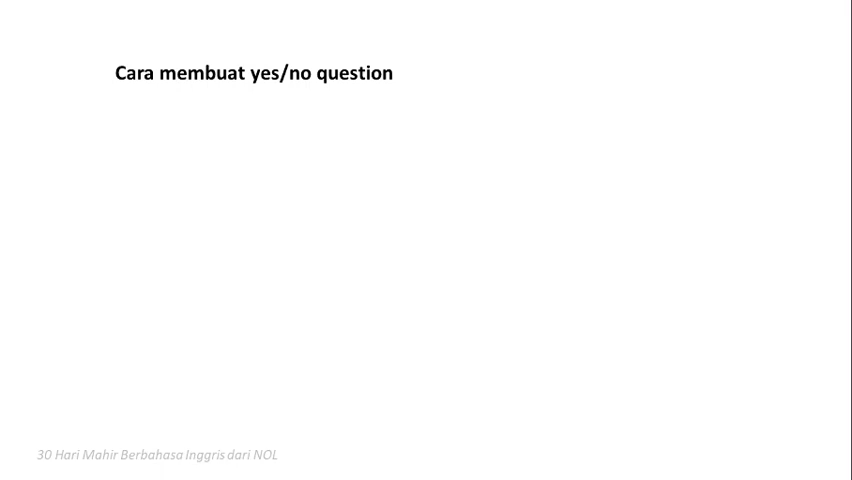 Cara membuat yes/no question
30 Hari Mahir Berbahasa Inggris dari NOL